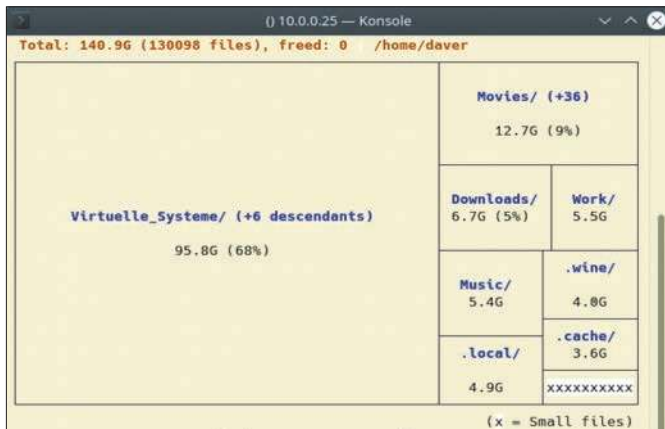 () 10.0.0.25 — Konsole
Total: 140.9G (130098 files), freed: 0 /home/daver
Virtuelle_Systeme/ (+6 descendants)
95.8G (68%)
Movies/ (+36)
12.7G (9%)
Downloads/
6.7G (5%)
Work/
5.5G
Music/
5.4G
.wine/
4.0G
.local/
4.9G
.cache/
3.6G
xxxxxxxxxx
(x = Small files)